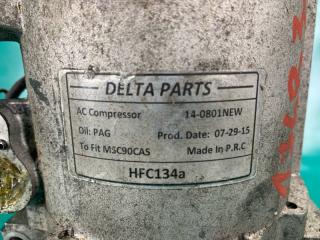 DELTA PARTS
AC Compressor 14-0801NEW
Oil: PAG Prod. Date: 07-29-15
To Fit MSC90CAS Made In P.R.C
HFC134a